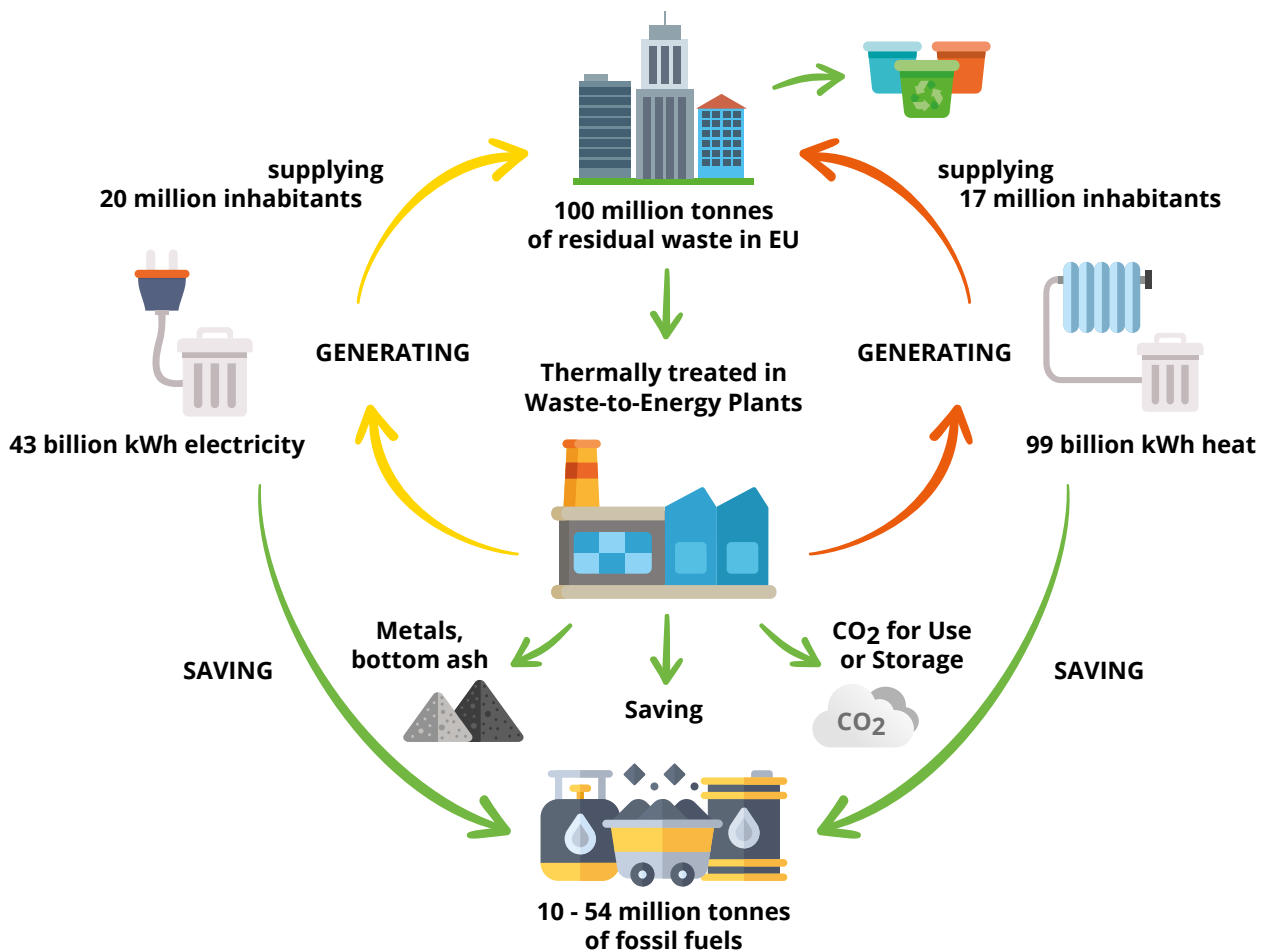 supplying
20 million inhabitants
supplying
17 million inhabitants
100 million tonnes
of residual waste in EU
GENERATING
GENERATING
Thermally treated in
Waste-to-Energy Plants
43 billion kWh electricity
99 billion kWh heat
Metals,
bottom ash
CO2 for Use
or Storage
SAVING
SAVING
Saving
CO2
10 - 54 million tonnes
of fossil fuels